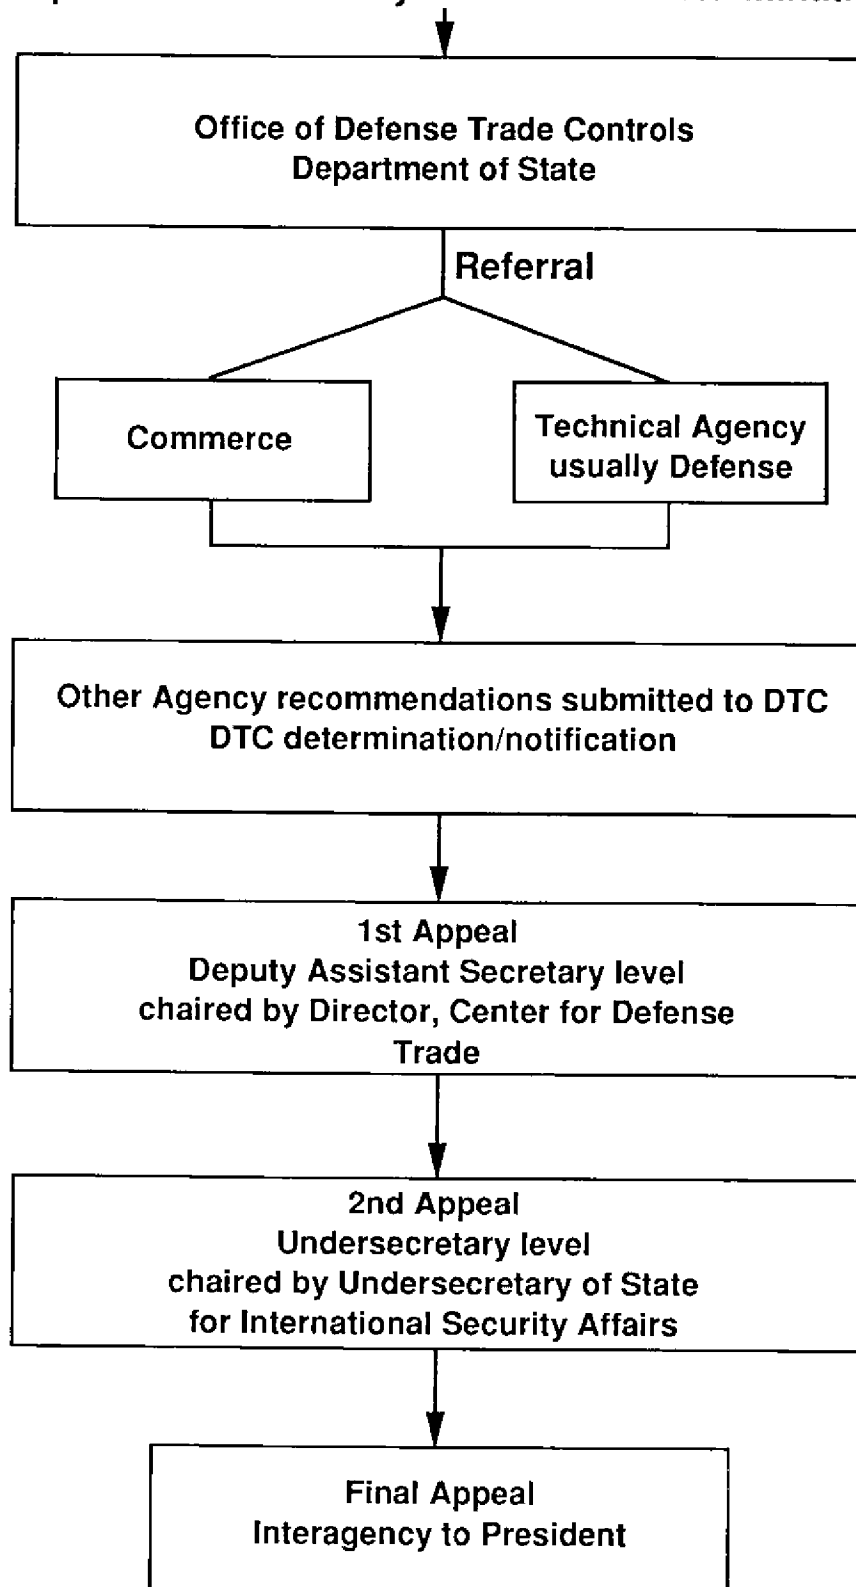 Office of Defense Trade Controls
Department of State
Referral
Commerce
Technical Agency
usually Defense
Other Agency recommendations submitted to DTC
DTC determination/notification
1st Appeal
Deputy Assistant Secretary level
chaired by Director, Center for Defense
Trade
2nd Appeal
Undersecretary level
chaired by Undersecretary of State
for International Security Affairs
Final Appeal
Interagency to President